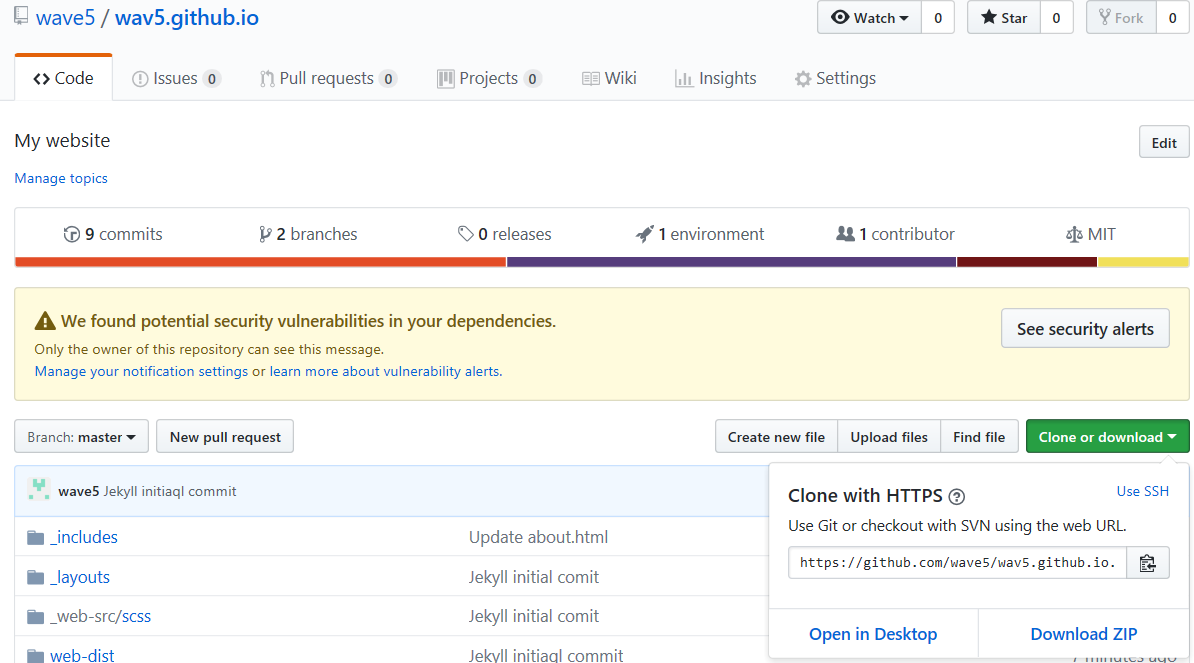 wave5 / wav5.github.io
Watch 0 Star 0 Fork 0
Code Issues 0 Pull requests 0 Projects 0 Wiki Insights Settings
My website
Edit
Manage topics
9 commits 2 branches 0 releases 1 environment 1 contributor MIT
We found potential security vulnerabilities in your dependencies.
Only the owner of this repository can see this message.
Manage your notification settings or learn more about vulnerability alerts.
See security alerts
Branch: master New pull request Create new file Upload files Find file Clone or download
wave5 Jekyll initiaql commit
_includes Update about.html
_layouts Jekyll initial comit
_web-src/scss Jekyll initial comit
web-dist Jekyll initiaql commit
Clone with HTTPS ? Use SSH
Use Git or checkout with SVN using the web URL.
https://github.com/wave5/wav5.github.io.
Open in Desktop Download ZIP
7 minutes ago